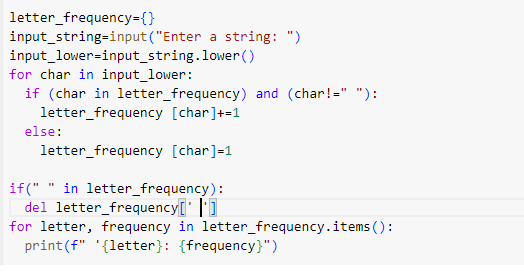 letter_frequency={}
input_string=input("Enter a string: ")
input_lower=input_string.lower()
for char in input_lower:
  if (char in letter_frequency) and (char!=" "):
    letter_frequency [char]+=1
  else:
    letter_frequency [char]=1

if(" " in letter_frequency):
  del letter_frequency[' ']
for letter, frequency in letter_frequency.items():
  print(f" '{letter}: {frequency}")